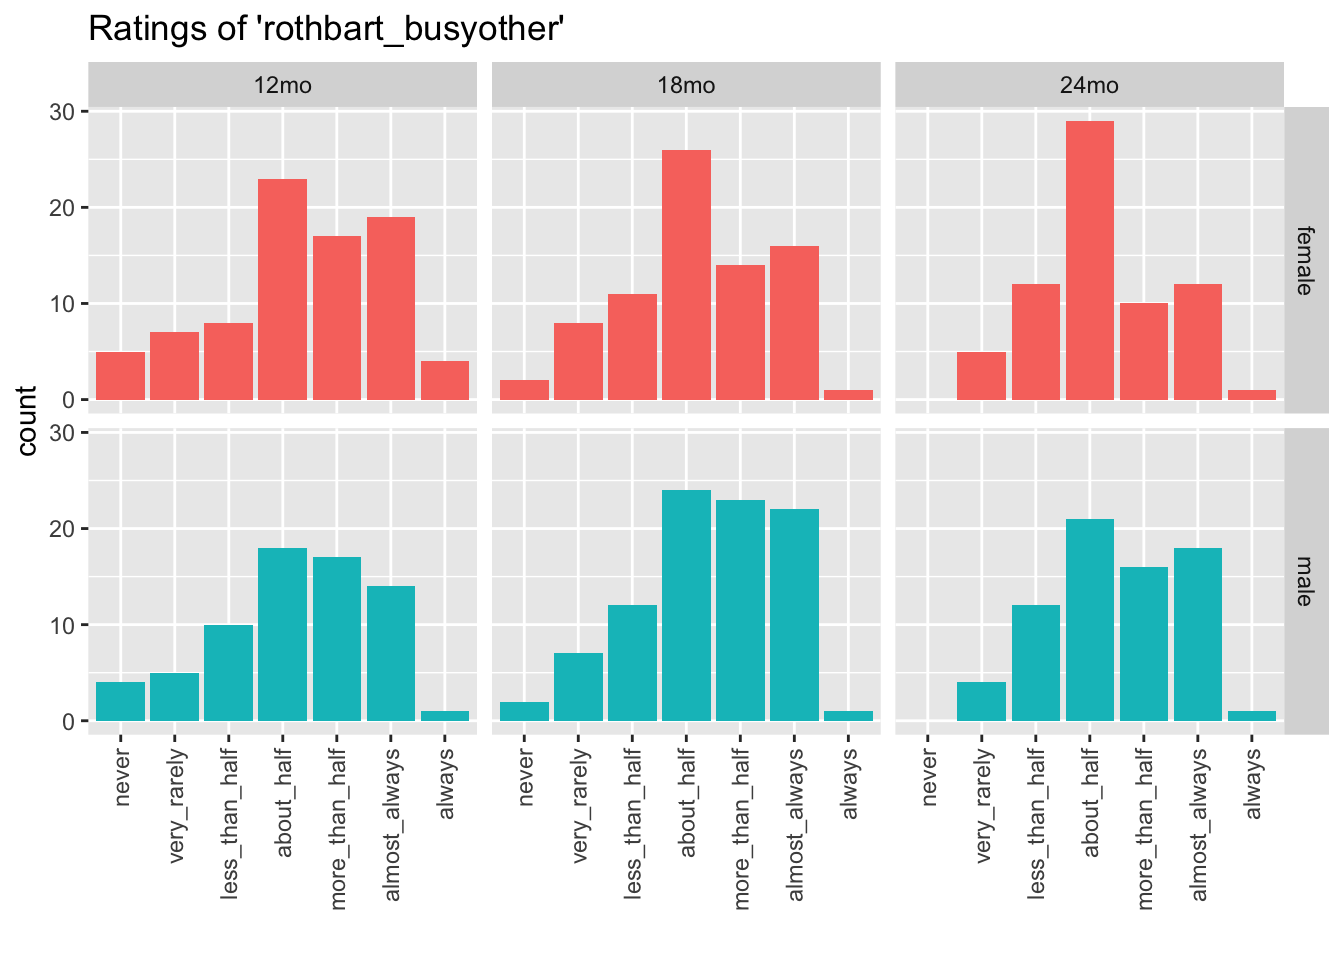 Ratings of 'rothbart_busyother'
12mo 18mo 24mo
30
20
10
0
female
count
30
20
10
0
male
never very_rarely less_than_half about_half more_than_half almost_always always
never very_rarely less_than_half about_half more_than_half almost_always always
never very_rarely less_than_half about_half more_than_half almost_always always